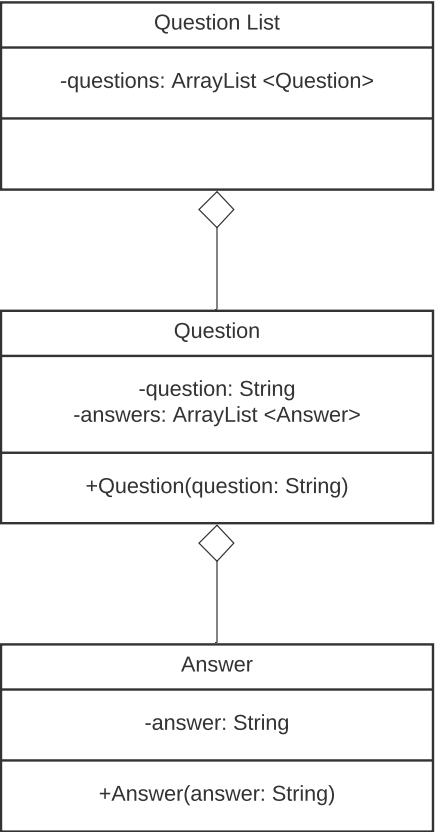 Question List
-questions: ArrayList <Question>
Question
-question: String
-answers: ArrayList <Answer>
+Question(question: String)
Answer
-answer: String
+Answer(answer: String)